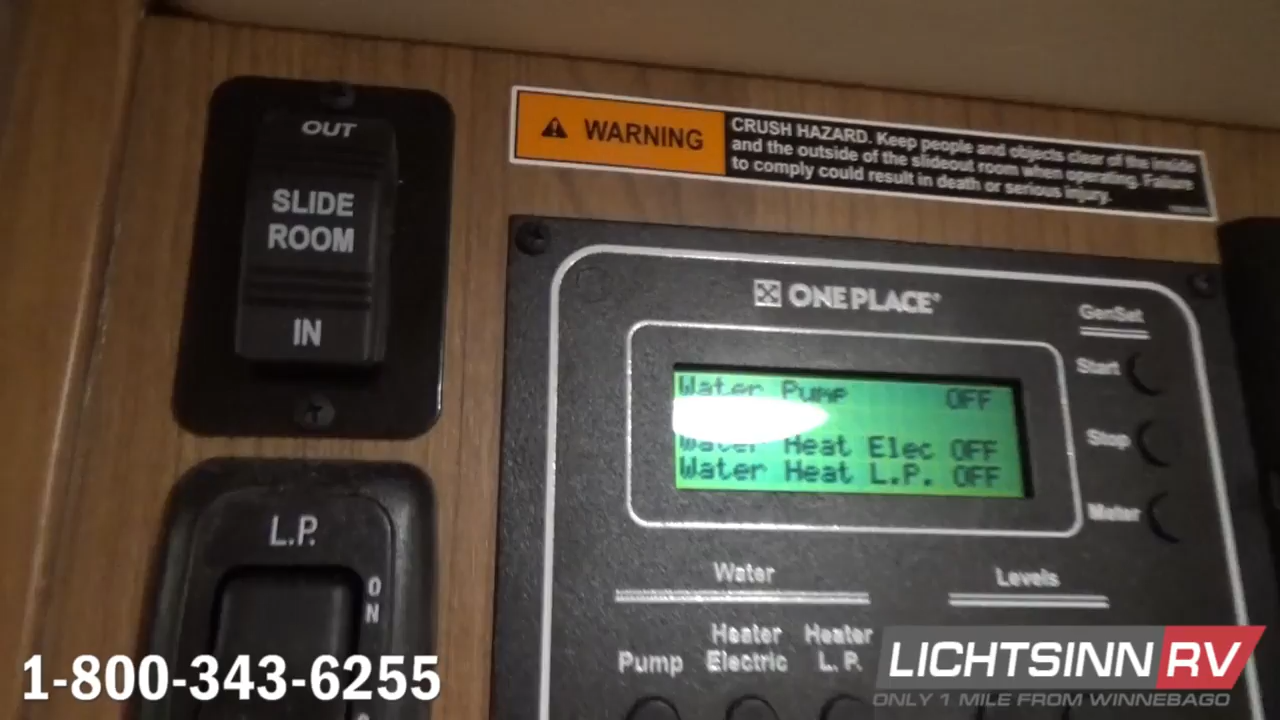 OUT
SLIDE
ROOM
IN
WARNING
CRUSH HAZARD. Keep people and objects clear of the inside
and the outside of the slideout room when operating. Failure
to comply could result in death or serious injury.
ONE PLACE
GenSet
Start
Stop
Meter
Water Pump OFF
Water Heat Elec OFF
Water Heat L.P. OFF
L.P.
ON
Water
Levels
Pump
Heater
Electric
Heater
L.P.
1-800-343-6255
LICHTSINN RV
ONLY 1 MILE FROM WINNEBAGO